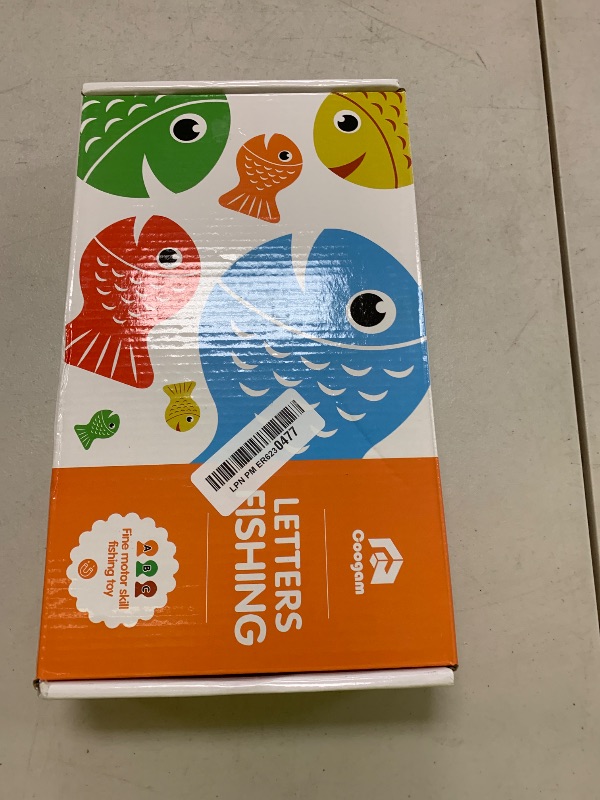 Coogam
LETTERS
FISHING
A B C
Fine motor skill
fishing toy
LPN PM ER6230477